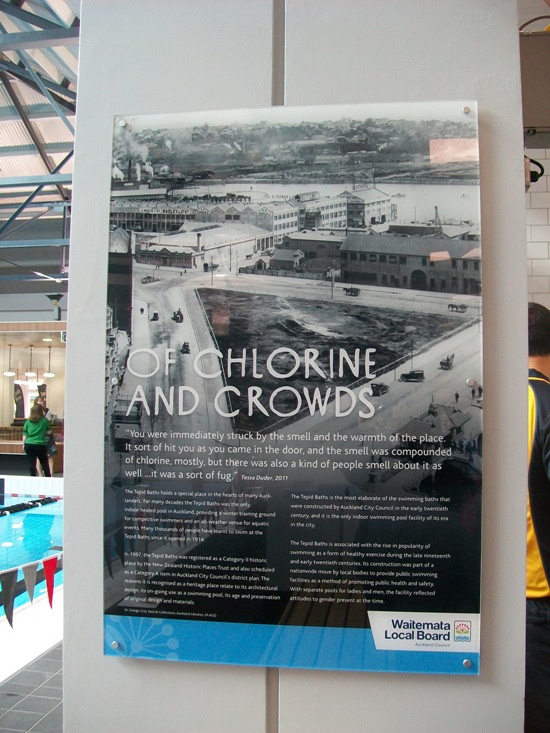 OF CHLORINE
AND CROWDS
"You were immediately struck by the smell and the warmth of the place.
It sort of hit you as you came in the door, and the smell was compounded
of chlorine, mostly, but there was also a kind of people smell about it as
well ...it was a sort of fug." Tessa Duder, 2011
The Tepid Baths holds a special place in the hearts of many Auck-
landers. For many decades the Tepid Baths was the only
indoor heated pool in Auckland, providing a winter training ground
for competitive swimmers and an all-weather venue for aquatic
events. Many thousands of people have learnt to swim at the
Tepid Baths since it opened in 1914.
In 1997, the Tepid Baths was registered as a Category II historic
place by the New Zealand Historic Places Trust and also scheduled
as a Category A item in Auckland City Council's district plan. The
reasons it is recognised as a heritage place relate to its architectural
design, its on-going use as a swimming pool, its age and preservation
of original design and materials.
Sir George Grey Special Collections, Auckland Libraries,
The Tepid Baths is the most elaborate of the swimming baths that
were constructed by Auckland City Council in the early twentieth
century, and it is the only indoor swimming pool facility of its era
in the city.
The Tepid Baths is associated with the rise in popularity of
swimming as a form of healthy exercise during the late nineteenth
and early twentieth centuries. Its construction was part of a
nationwide move by local bodies to provide public swimming
facilities as a method of promoting public health and safety.
With separate pools for ladies and men, the facility reflected
attitudes to gender present at the time.
Waitemata
Local Board
Auckland Council